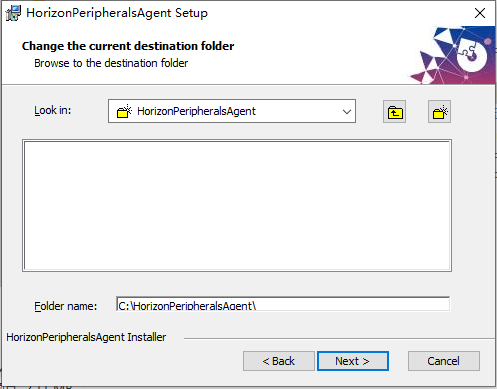 HorizonPeripheralsAgent Setup
Change the current destination folder
Browse to the destination folder
Look in:
HorizonPeripheralsAgent
Folder name:
C:\HorizonPeripheralsAgent\
HorizonPeripheralsAgent Installer
< Back
Next >
Cancel